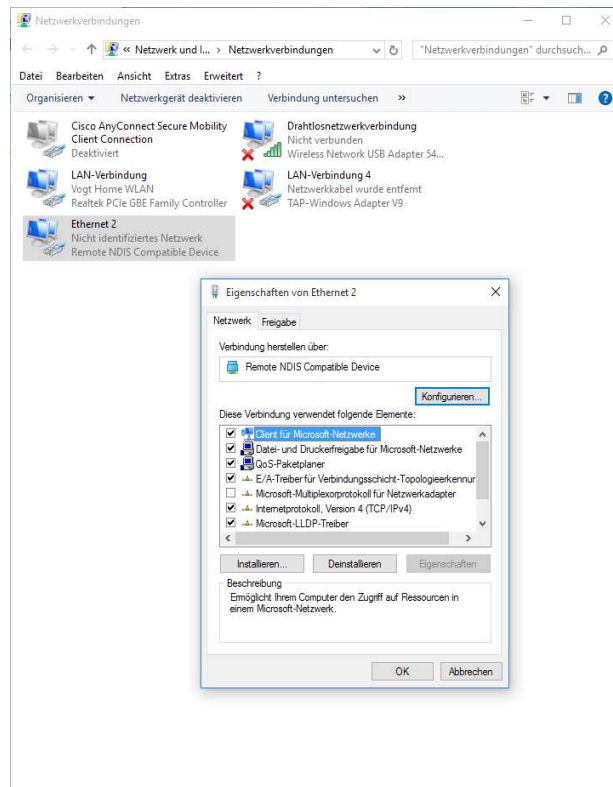 Netzwerkverbindungen
« Netzwerk und I... › Netzwerkverbindungen
"Netzwerkverbindungen" durchsuch...
Datei Bearbeiten Ansicht Extras Erweitert ?
Organisieren Netzwerkgerät deaktivieren Verbindung untersuchen »
Cisco AnyConnect Secure Mobility
Client Connection
Deaktiviert
Drahtlosnetzwerkverbindung
Nicht verbunden
Wireless Network USB Adapter 54...
LAN-Verbindung
Vogt Home WLAN
Realtek PCIe GBE Family Controller
LAN-Verbindung 4
Netzwerkkabel wurde entfernt
TAP-Windows Adapter V9
Ethernet 2
Nicht identifiziertes Netzwerk
Remote NDIS Compatible Device
Eigenschaften von Ethernet 2
Netzwerk Freigabe
Verbindung herstellen über:
Remote NDIS Compatible Device
Konfigurieren...
Diese Verbindung verwendet folgende Elemente:
Client für Microsoft-Netzwerke
Datei- und Druckerfreigabe für Microsoft-Netzwerke
QoS-Paketplaner
E/A-Treiber für Verbindungsschicht-Topologieerkennur
Microsoft-Multiplexorprotokoll für Netzwerkadapter
Internetprotokoll, Version 4 (TCP/IPv4)
Microsoft-LLDP-Treiber
Installieren... Deinstallieren Eigenschaften
Beschreibung
Ermöglicht Ihrem Computer den Zugriff auf Ressourcen in
einem Microsoft-Netzwerk.
OK Abbrechen